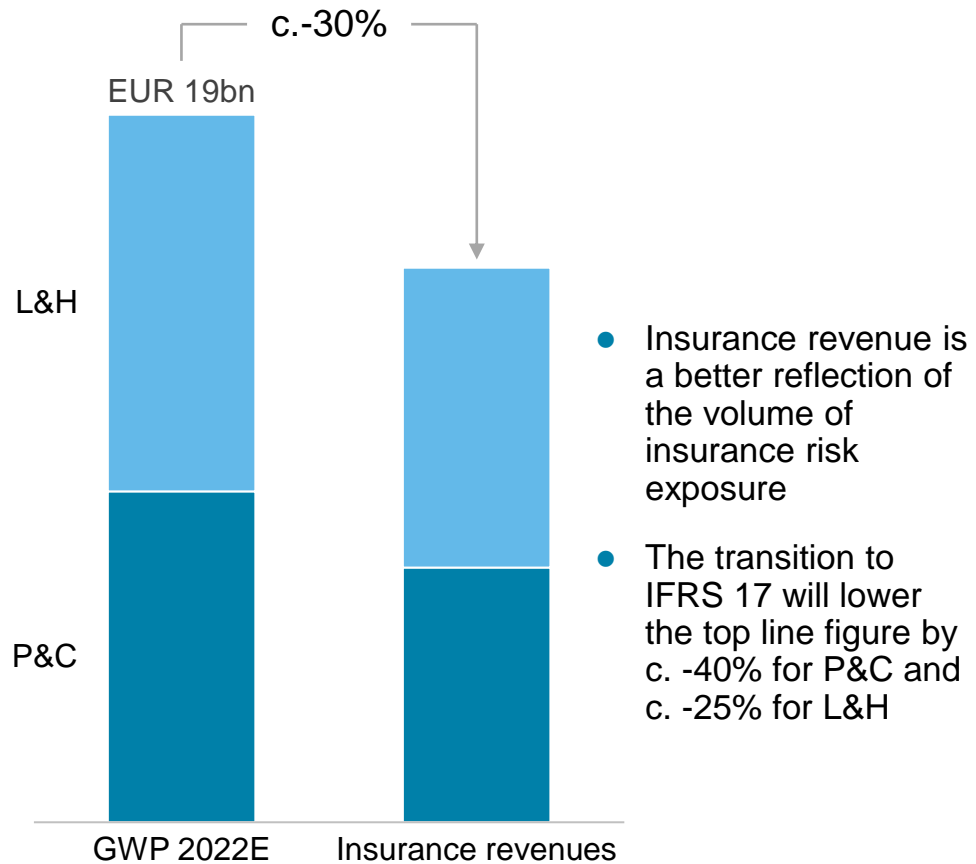 c.-30%
EUR 19bn
L&H
P&C
GWP 2022E
Insurance revenues
● Insurance revenue is
a better reflection of
the volume of
insurance risk
exposure
● The transition to
IFRS 17 will lower
the top line figure by
c. -40% for P&C and
c. -25% for L&H